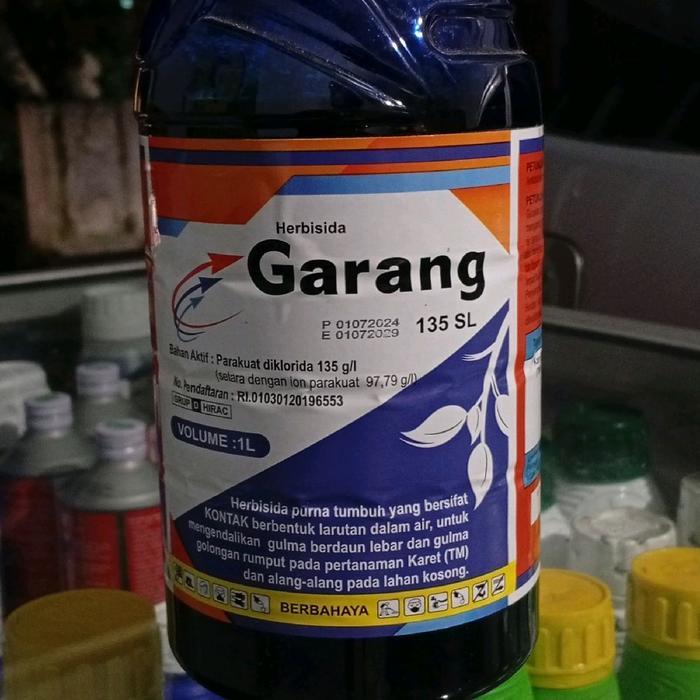 Herbisida
Garang
P 01072024
E 01072029
135 SL
Bahan Aktif : Parakuat diklorida 135 g/l
(selara dengan ion parakuat 97,79 g/l)
No. Pendaftaran : RI.01030120196553
GRUP D HIRAC
VOLUME :1L
Herbisida purna tumbuh yang bersifat
KONTAK berbentuk larutan dalam air, untuk
mengendalikan gulma berdaun lebar dan gulma
golongan rumput pada pertanaman Karet (TM)
dan alang-alang pada lahan kosong.
BERBAHAYA